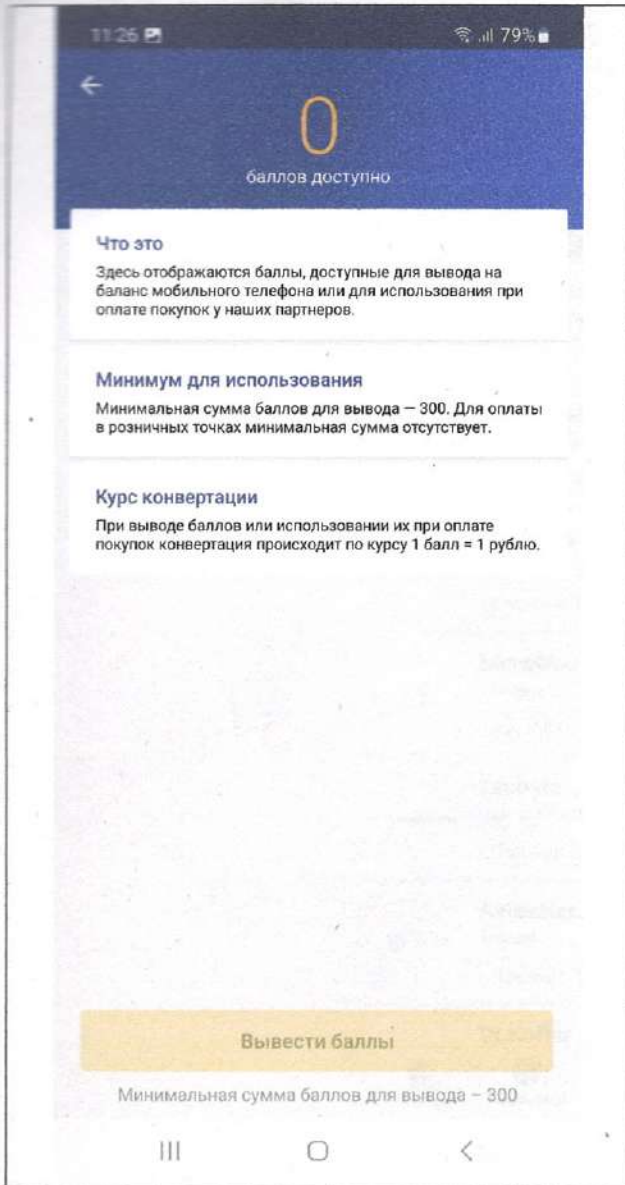 11:26
79%
0
баллов доступно
Что это
Здесь отображаются баллы, доступные для вывода на
баланс мобильного телефона или для использования при
оплате покупок у наших партнеров.
Минимум для использования
Минимальная сумма баллов для вывода — 300. Для оплаты
в розничных точках минимальная сумма отсутствует.
Курс конвертации
При выводе баллов или использовании их при оплате
покупок конвертация происходит по курсу 1 балл = 1 рублю.
Вывести баллы
Минимальная сумма баллов для вывода – 300